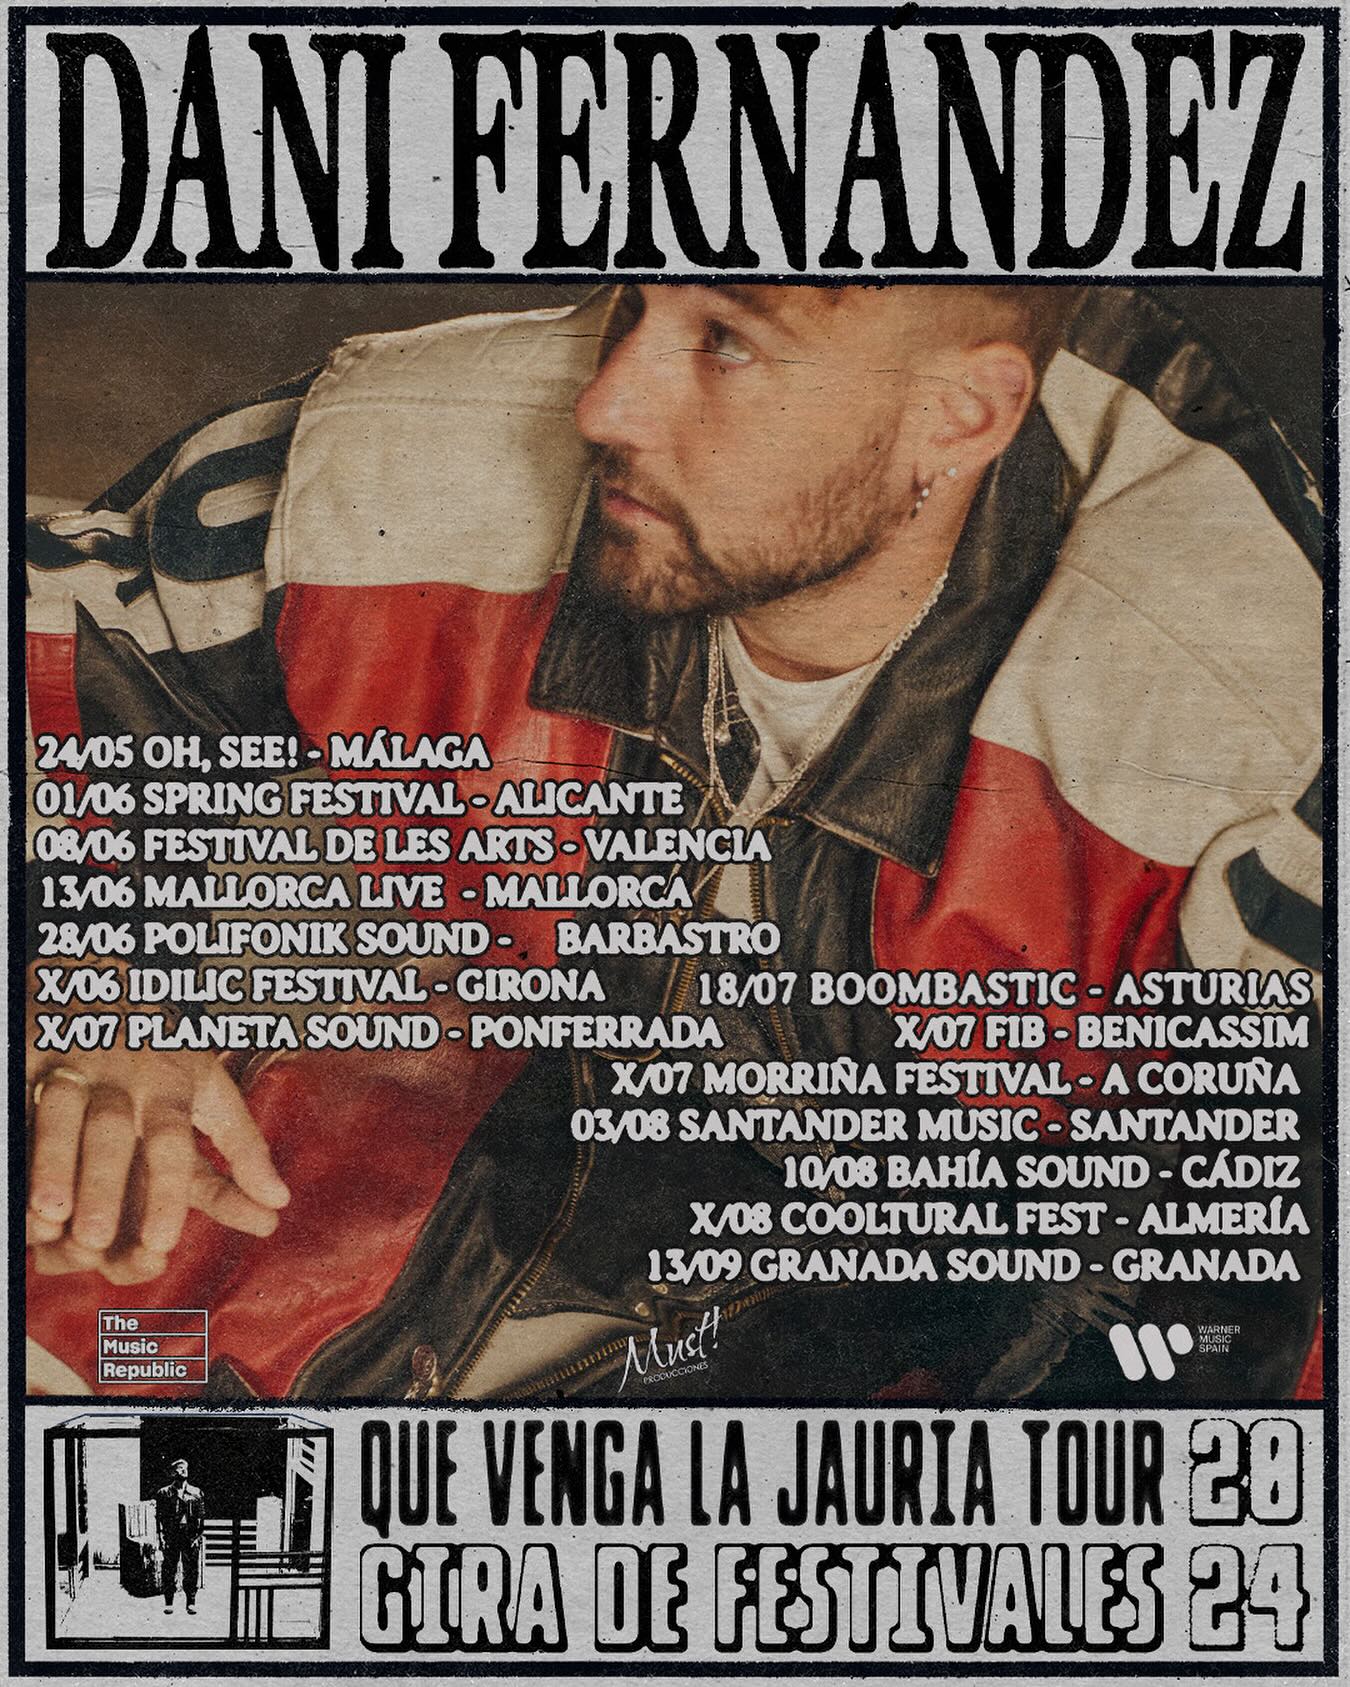 DANI FERNÁNDEZ
24/05 OH, SEE! - MÁLAGA
01/06 SPRING FESTIVAL - ALICANTE
08/06 FESTIVAL DE LES ARTS - VALENCIA
13/06 MALLORCA LIVE - MALLORCA
28/06 POLIFONIK SOUND - BARBASTRO
X/06 IDILIC FESTIVAL - GIRONA
X/07 PLANETA SOUND - PONFERRADA
18/07 BOOMBASTIC - ASTURIAS
X/07 FIB - BENICASSIM
X/07 MORRIÑA FESTIVAL - A CORUÑA
03/08 SANTANDER MUSIC - SANTANDER
10/08 BAHÍA SOUND - CÁDIZ
X/08 COOLTURAL FEST - ALMERÍA
13/09 GRANADA SOUND - GRANADA
The
Music
Republic
Must!
PRODUCCIONES
WARNER
MUSIC
SPAIN
QUE VENGA LA JAURIA TOUR 20
GIRA DE FESTIVALES 24